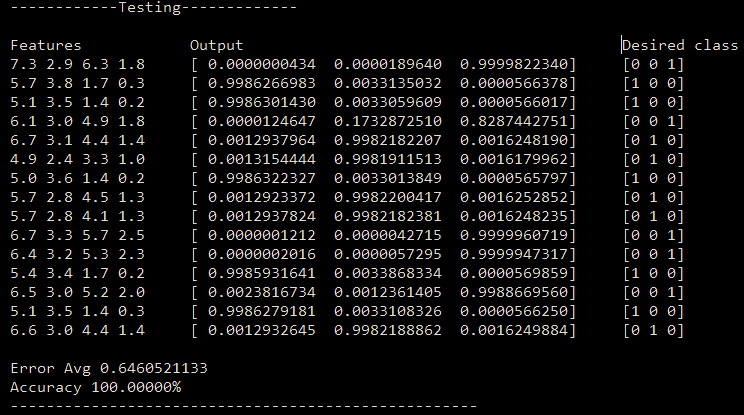 ------------Testing-------------
Features Output Desired class
7.3 2.9 6.3 1.8 [ 0.0000000434 0.0000189640 0.9999822340] [0 0 1]
5.7 3.8 1.7 0.3 [ 0.9986266983 0.0033135032 0.0000566378] [1 0 0]
5.1 3.5 1.4 0.2 [ 0.9986301430 0.0033059609 0.0000566017] [1 0 0]
6.1 3.0 4.9 1.8 [ 0.0000124647 0.1732872510 0.8287442751] [0 0 1]
6.7 3.1 4.4 1.4 [ 0.0012937964 0.9982182207 0.0016248190] [0 1 0]
4.9 2.4 3.3 1.0 [ 0.0013154444 0.9981911513 0.0016179962] [0 1 0]
5.0 3.6 1.4 0.2 [ 0.9986322327 0.0033013849 0.0000565797] [1 0 0]
5.7 2.8 4.5 1.3 [ 0.0012923372 0.9982200417 0.0016252852] [0 1 0]
5.7 2.8 4.1 1.3 [ 0.0012937824 0.9982182381 0.0016248235] [0 1 0]
6.7 3.3 5.7 2.5 [ 0.0000001212 0.0000042715 0.9999960719] [0 0 1]
6.4 3.2 5.3 2.3 [ 0.0000002016 0.0000057295 0.9999947317] [0 0 1]
5.4 3.4 1.7 0.2 [ 0.9985931641 0.0033868334 0.0000569859] [1 0 0]
6.5 3.0 5.2 2.0 [ 0.0023816734 0.0012361405 0.9988669560] [0 0 1]
5.1 3.5 1.4 0.3 [ 0.9986279181 0.0033108326 0.0000566250] [1 0 0]
6.6 3.0 4.4 1.4 [ 0.0012932645 0.9982188862 0.0016249884] [0 1 0]
Error Avg 0.6460521133
Accuracy 100.00000%
----------------------------------------------------